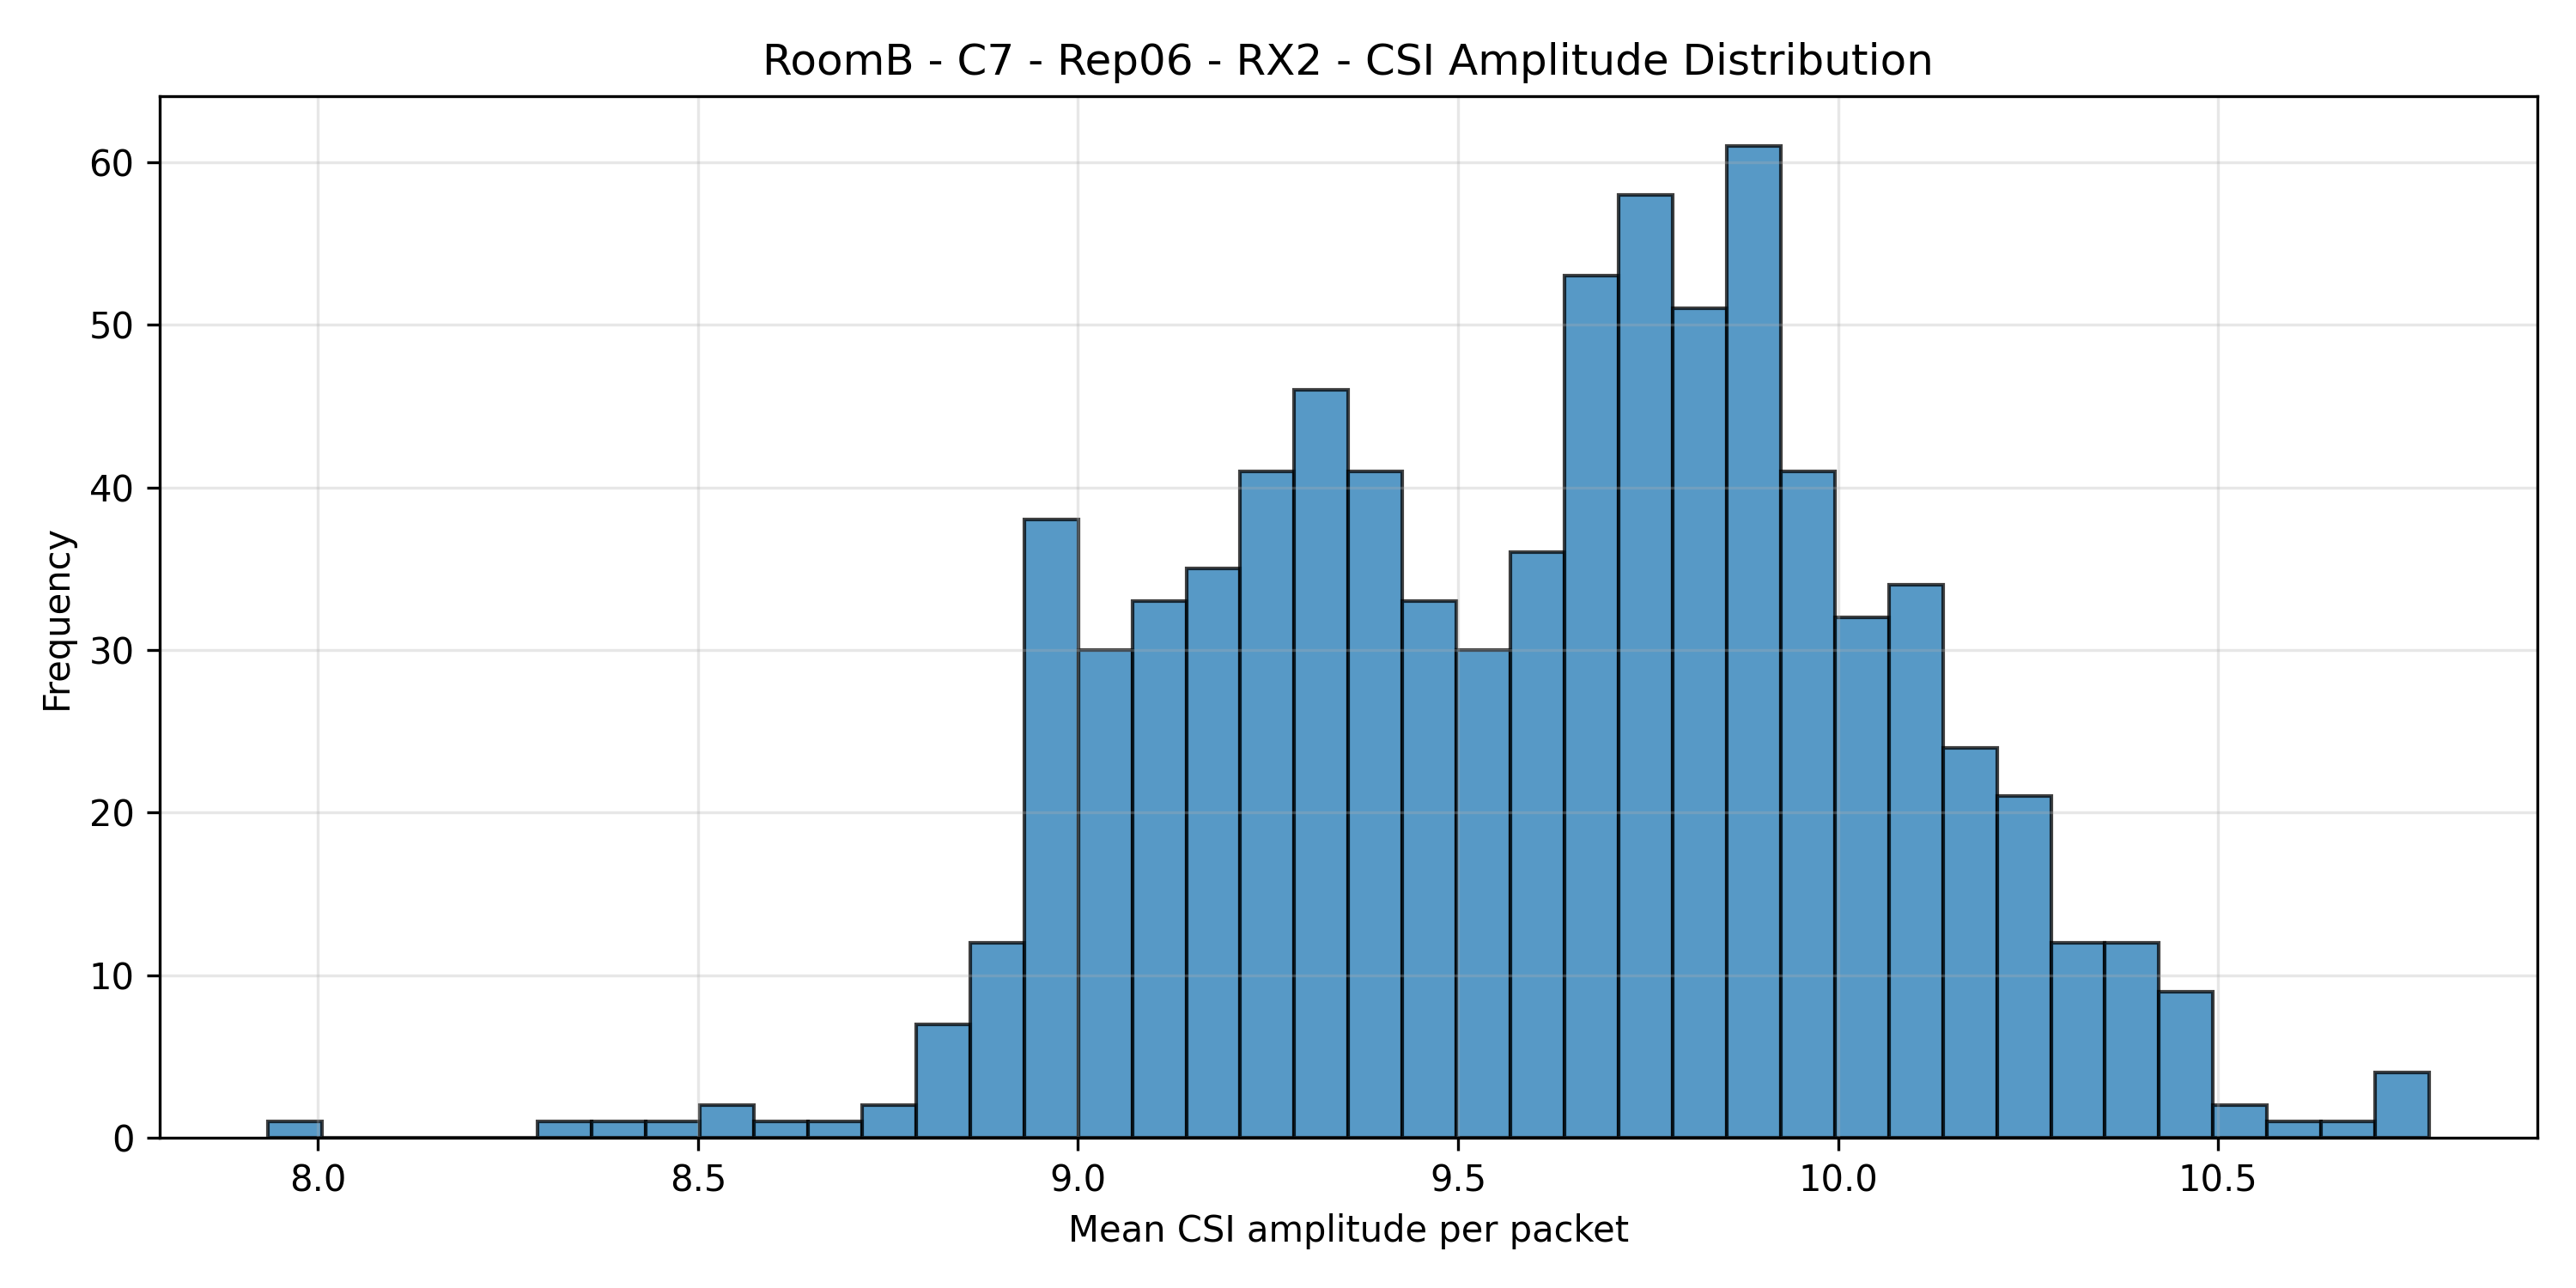 RoomB - C7 - Rep06 - RX2 - CSI Amplitude Distribution
Frequency
60
50
40
30
20
10
0
8.0 8.5 9.0 9.5 10.0 10.5
Mean CSI amplitude per packet